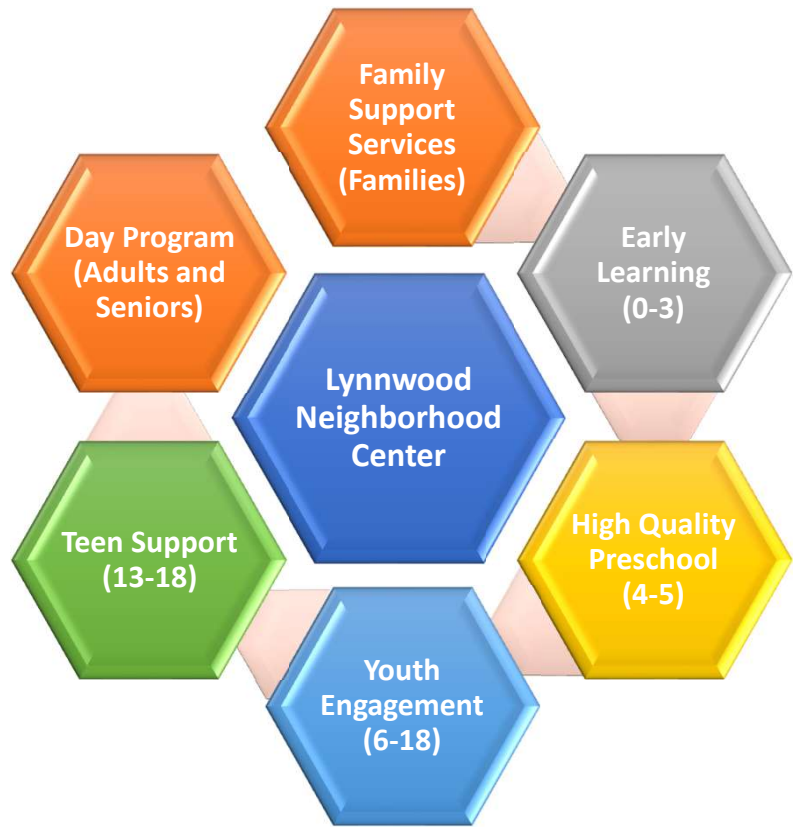 Family
Support
Services
(Families)
Early
Learning
(0-3)
High Quality
Preschool
(4-5)
Youth
Engagement
(6-18)
Teen Support
(13-18)
Day Program
(Adults and
Seniors)
Lynnwood
Neighborhood
Center